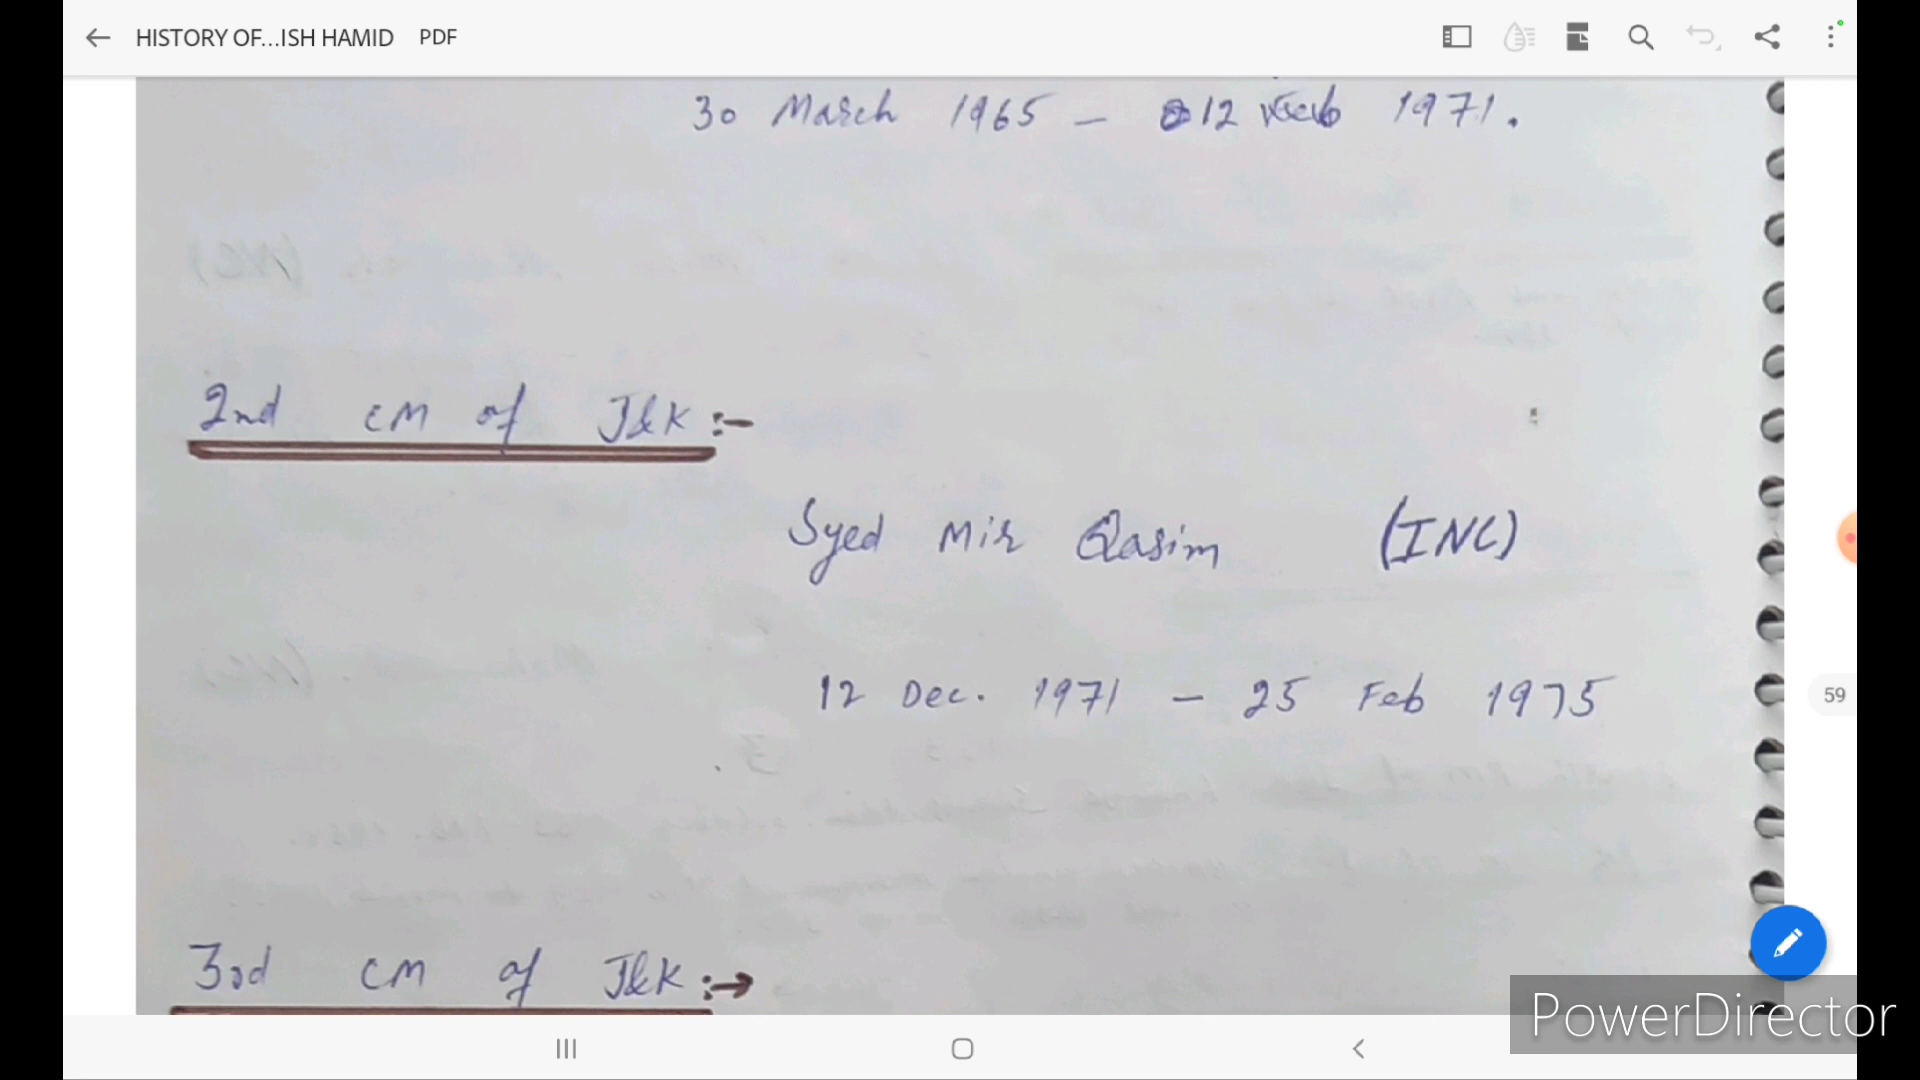 HISTORY OF...ISH HAMID PDF
30 March 1965 - 12 1971.
2nd CM of J&K :-
Syed Mir Qasim (INC)
12 Dec. 1971 - 25 Feb 1975
59
3rd CM of J&K :→
PowerDirector